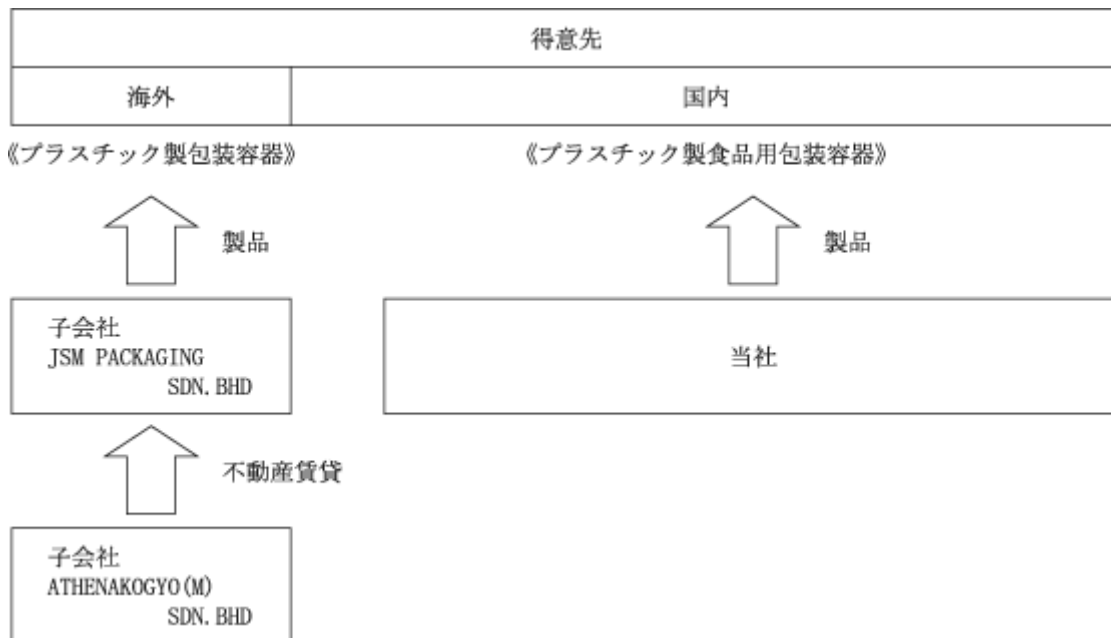 得意先
海外
国内
《プラスチック製包装容器》
《プラスチック製食品用包装容器》
製品
製品
子会社
JSM PACKAGING
SDN.BHD
当社
不動産賃貸
子会社
ATHENAKOGYO(M)
SDN.BHD